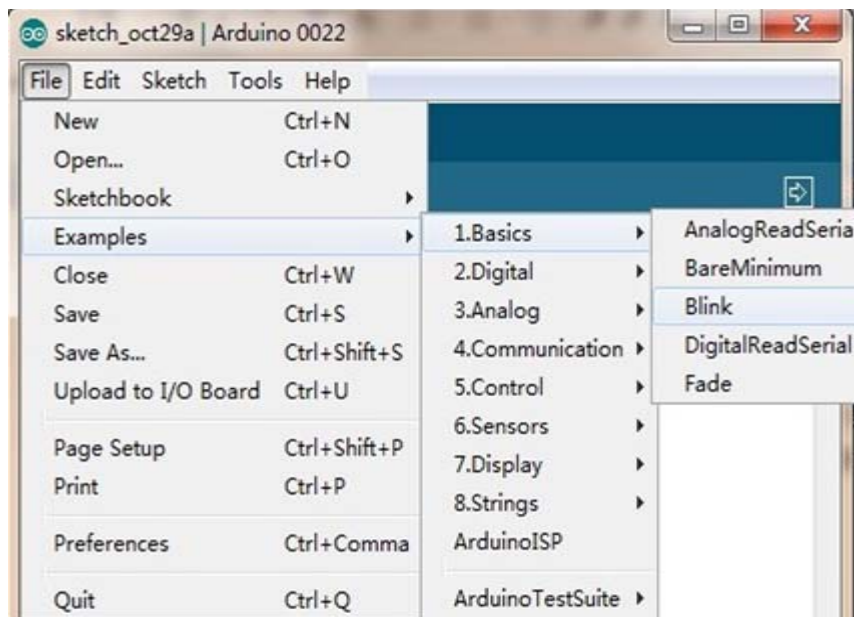 sketch_oct29a | Arduino 0022
File Edit Sketch Tools Help
New Ctrl+N
Open... Ctrl+O
Sketchbook
Examples
Close Ctrl+W
Save Ctrl+S
Save As... Ctrl+Shift+S
Upload to I/O Board Ctrl+U
Page Setup Ctrl+Shift+P
Print Ctrl+P
Preferences Ctrl+Comma
Quit Ctrl+Q
1.Basics
2.Digital
3.Analog
4.Communication
5.Control
6.Sensors
7.Display
8.Strings
ArduinoISP
ArduinoTestSuite
AnalogReadSeria
BareMinimum
Blink
DigitalReadSerial
Fade